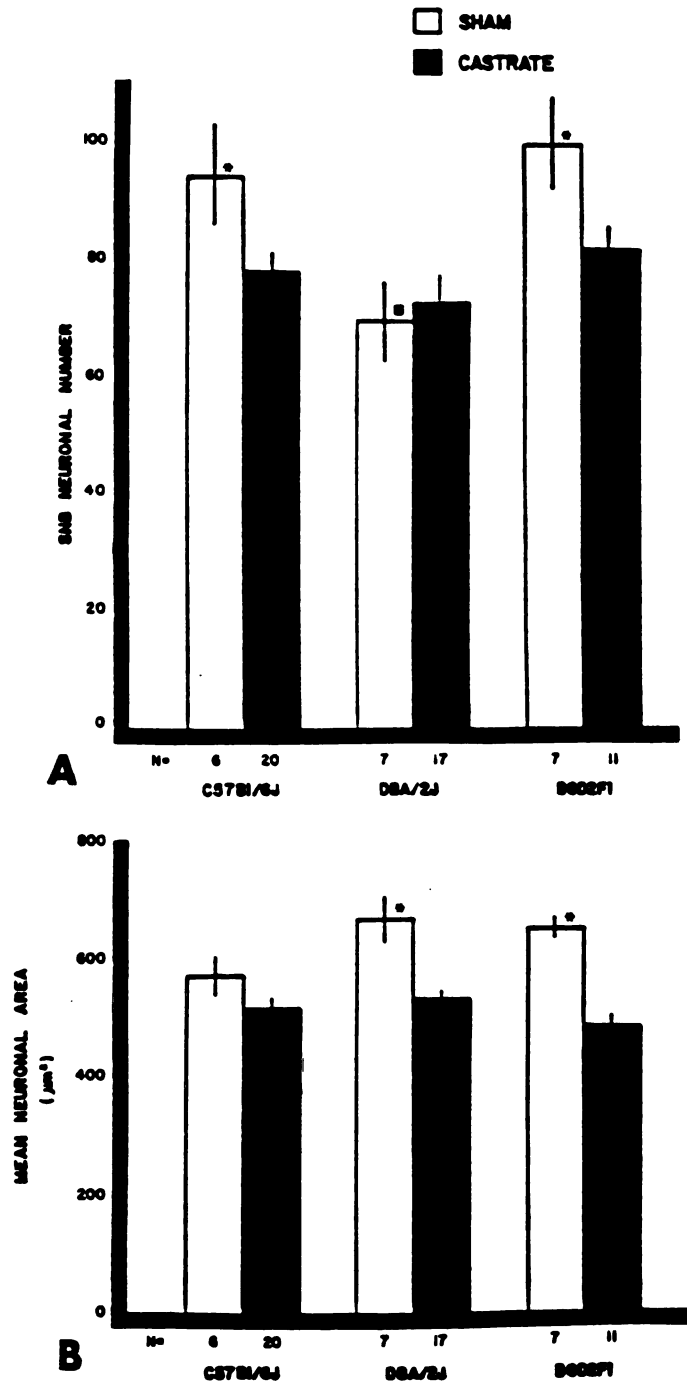 SHAM
CASTRATE
100
80
60
40
20
0
SNB NEURONAL NUMBER
A
N= 6 20 7 17 7 11
C57Bl/6J DBA/2J B6D2F1
800
600
400
200
0
MEAN NEURONAL AREA
(μm²)
B
N= 6 20 7 17 7 11
C57Bl/6J DBA/2J B6D2F1